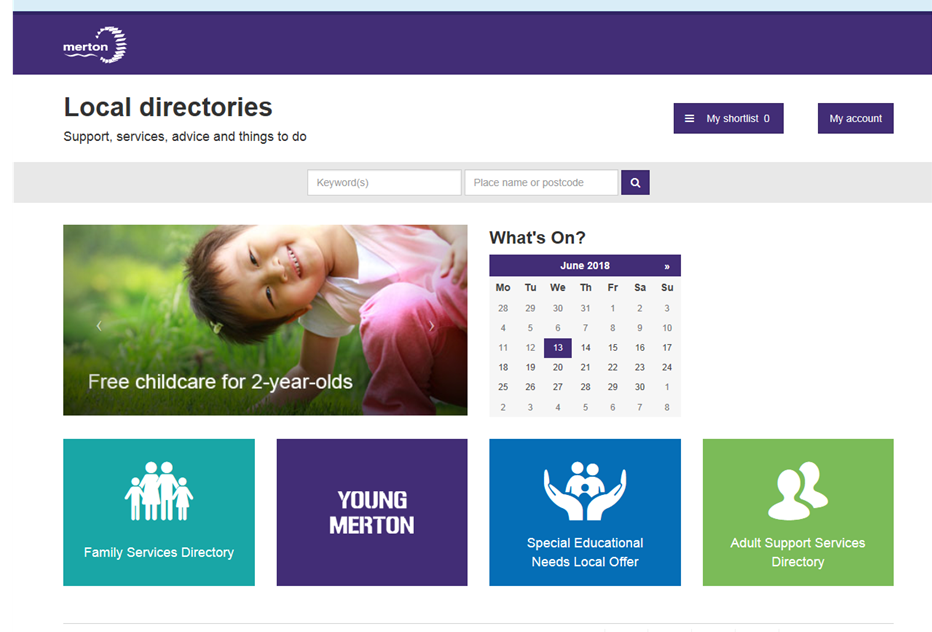 merton
Local directories
Support, services, advice and things to do
My shortlist 0
My account
Keyword(s)
Place name or postcode
Free childcare for 2-year-olds
What's On?
June 2018 »
Mo Tu We Th Fr Sa Su
28 29 30 31 1 2 3
4 5 6 7 8 9 10
11 12 13 14 15 16 17
18 19 20 21 22 23 24
25 26 27 28 29 30 1
2 3 4 5 6 7 8
Family Services Directory
YOUNG
MERTON
Special Educational
Needs Local Offer
Adult Support Services
Directory